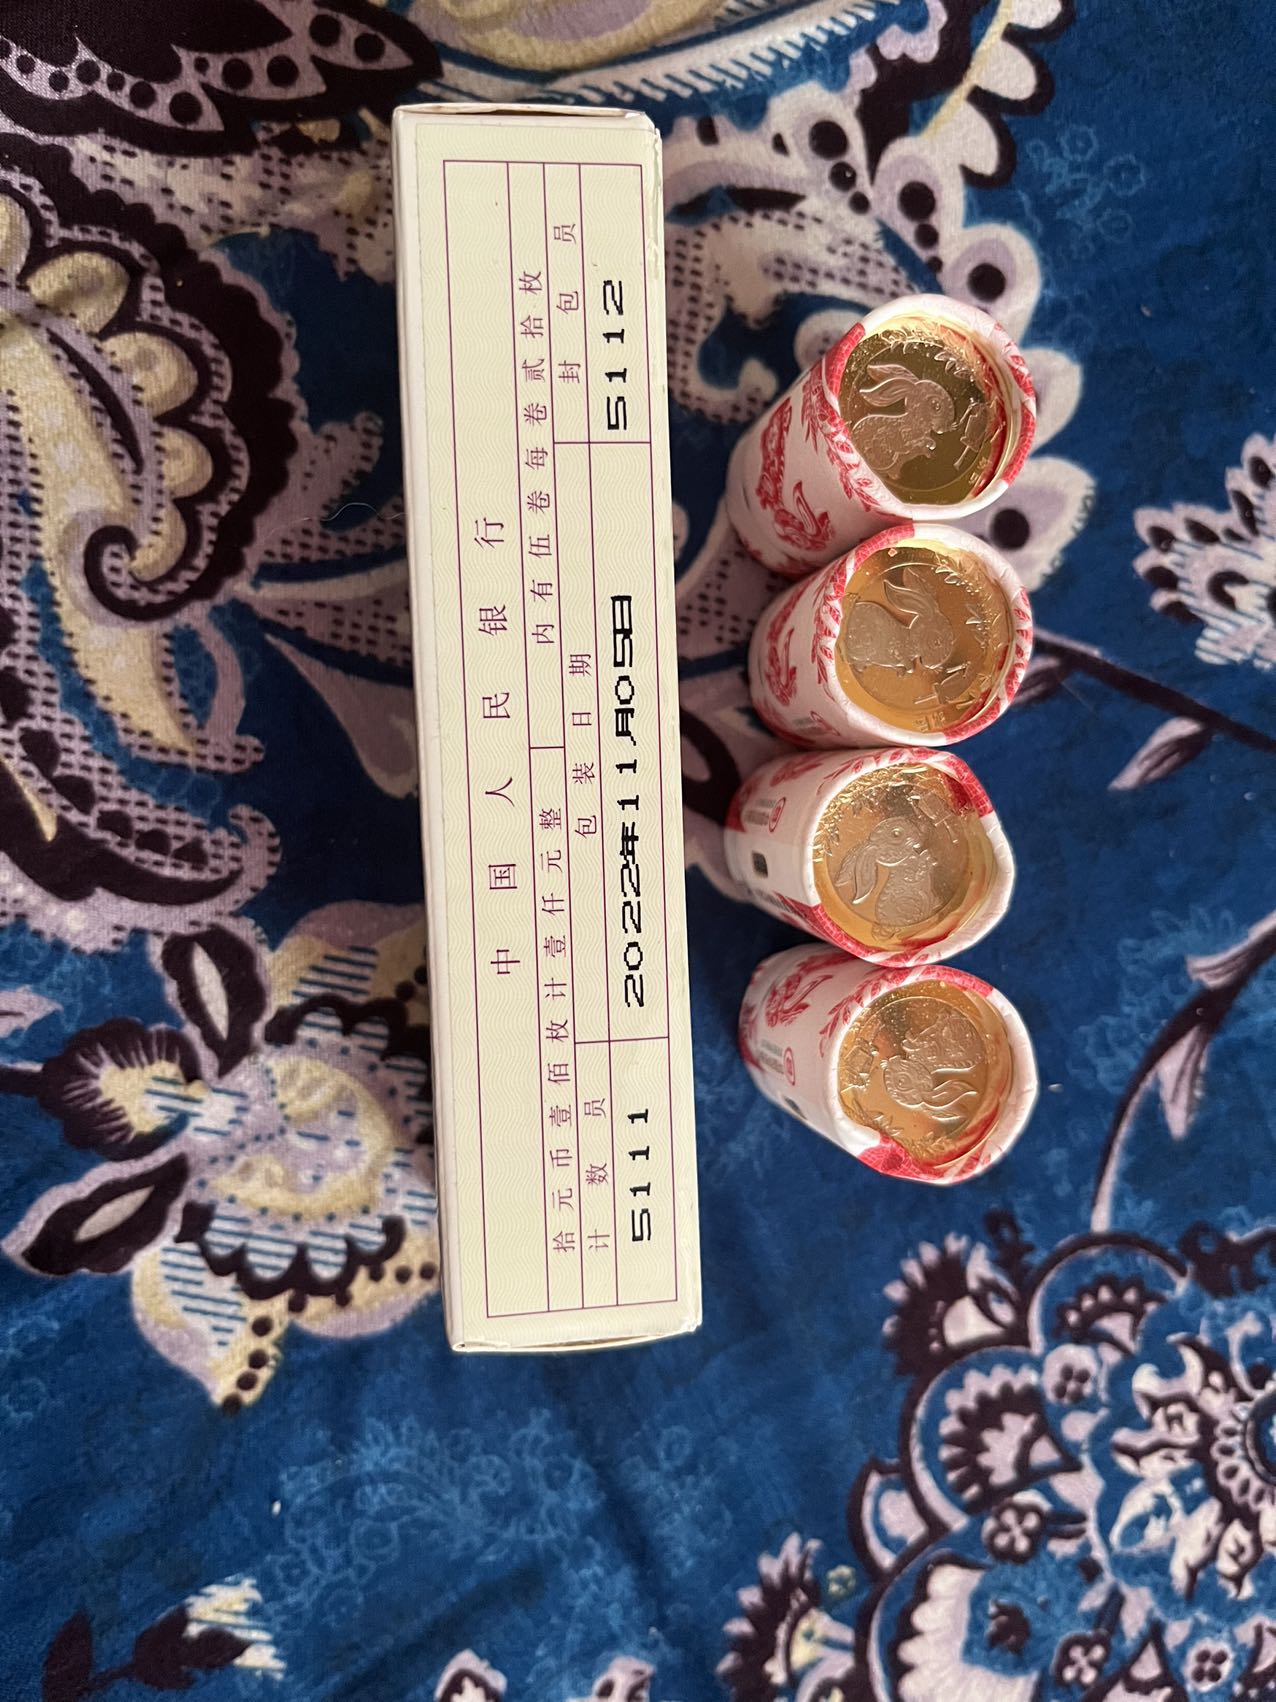 中国人民银行
拾元币壹佰枚计壹仟元整 内有伍卷每卷贰拾枚
计数员 包装日期 封包员
5111 2022年11月05日 5112